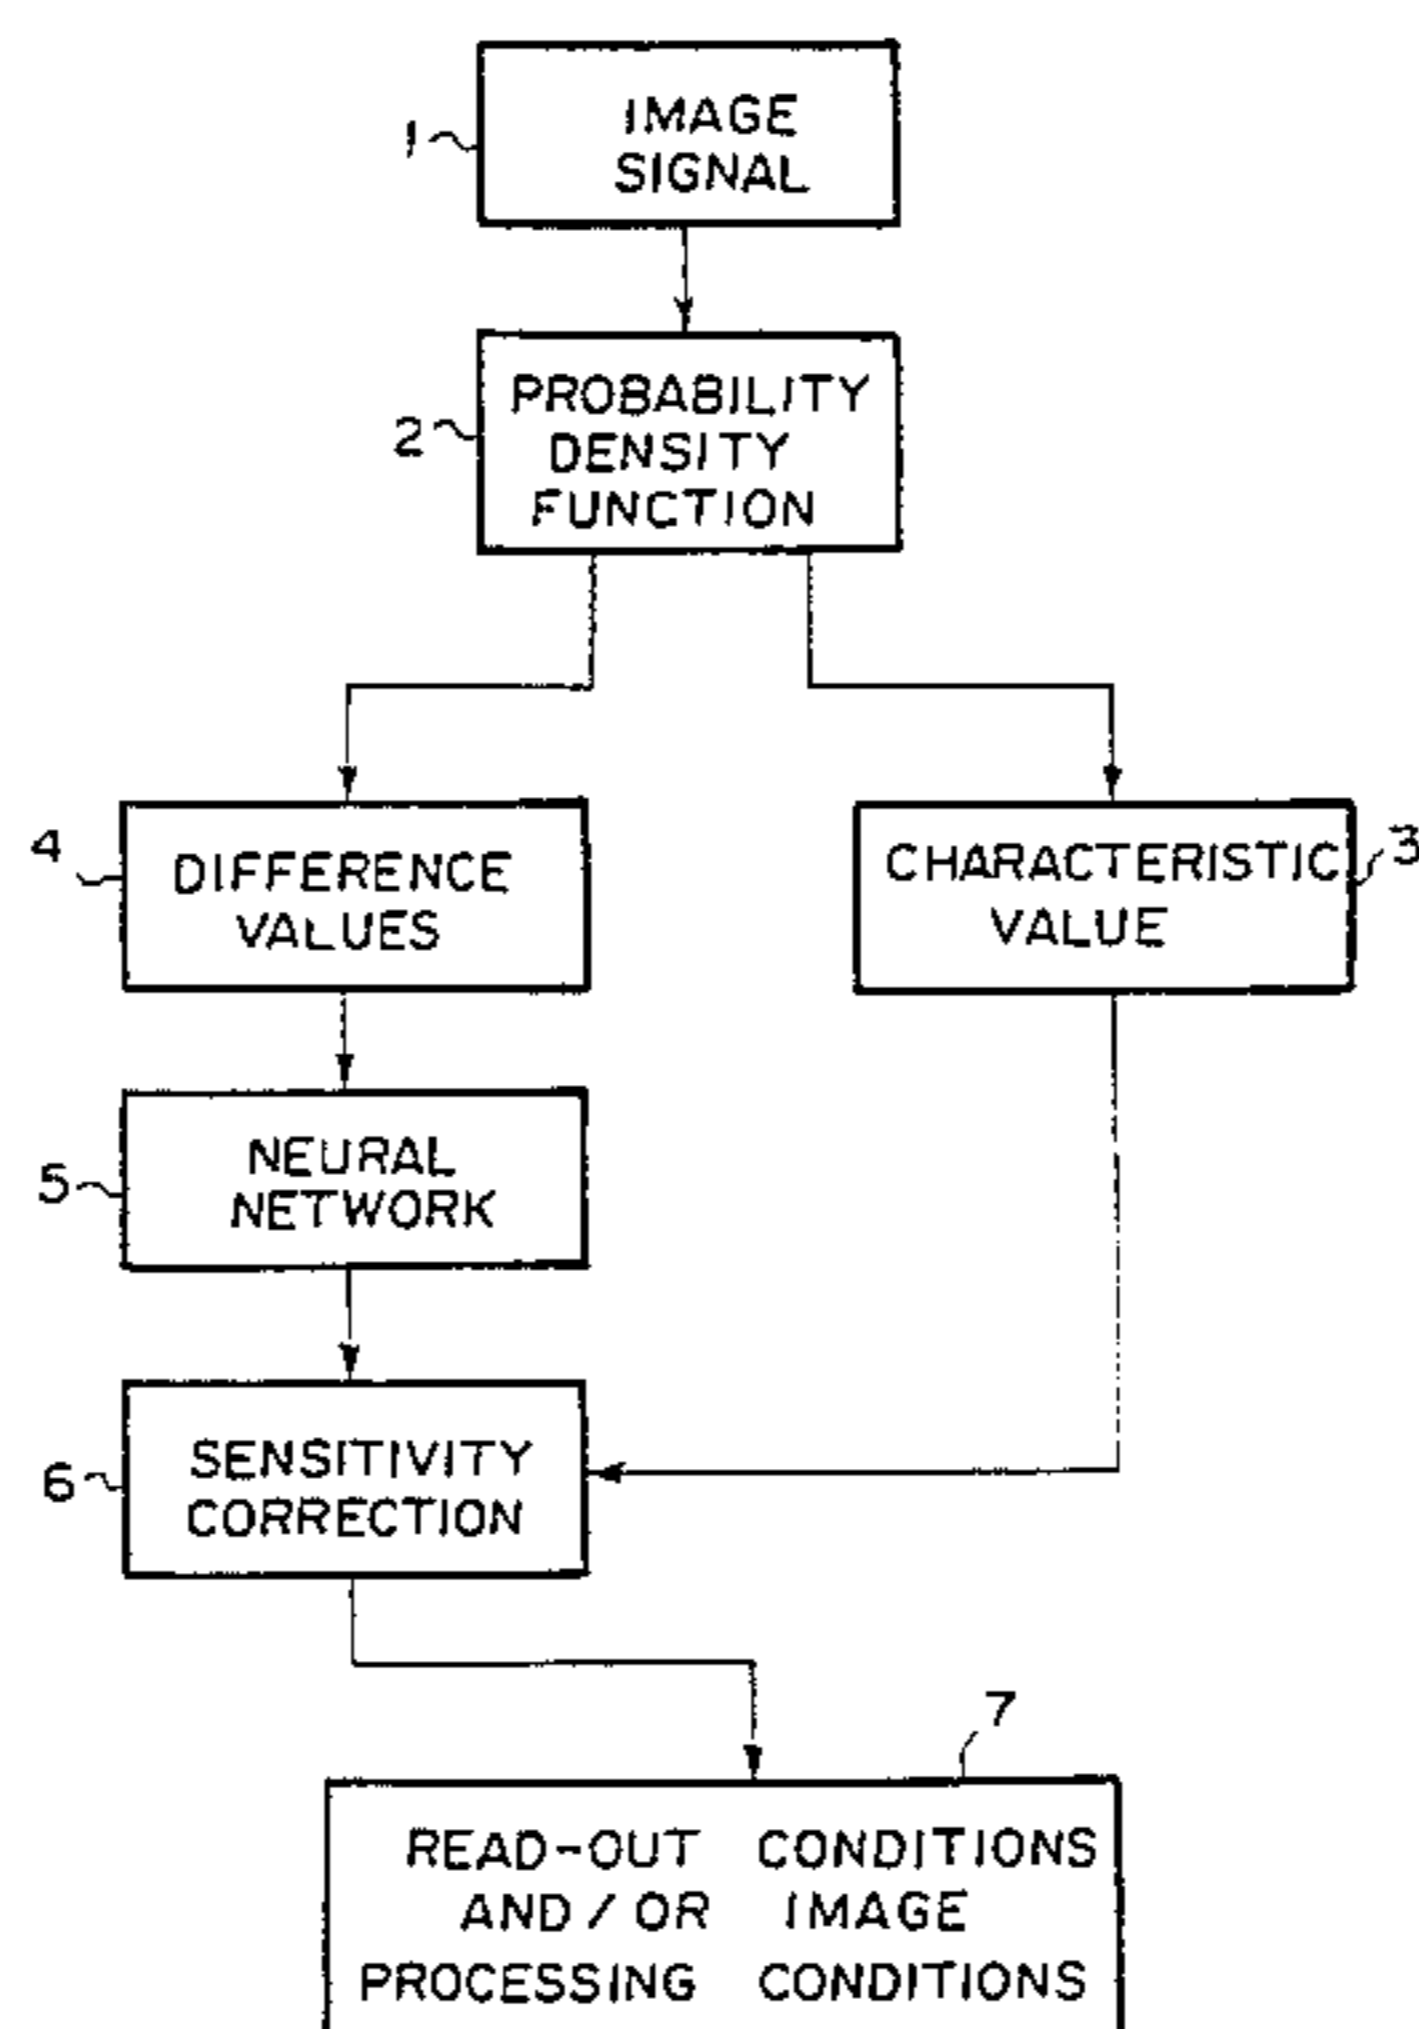 IMAGE
SIGNAL
1
PROBABILITY
DENSITY
FUNCTION
2
DIFFERENCE
VALUES
4
CHARACTERISTIC
VALUE
3
NEURAL
NETWORK
5
SENSITIVITY
CORRECTION
6
7
READ-OUT CONDITIONS
AND/OR IMAGE
PROCESSING CONDITIONS